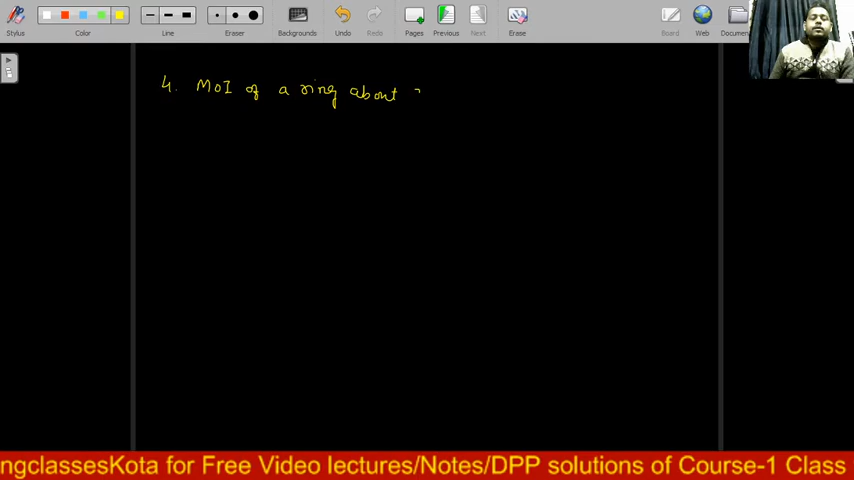 Stylus
Color
Line
Eraser
Backgrounds
Undo
Redo
Pages
Previous
Next
Erase
Board
Web
Documen
4. MoI of a ring about
ngclassesKota for Free Video lectures/Notes/DPP solutions of Course-1 Class